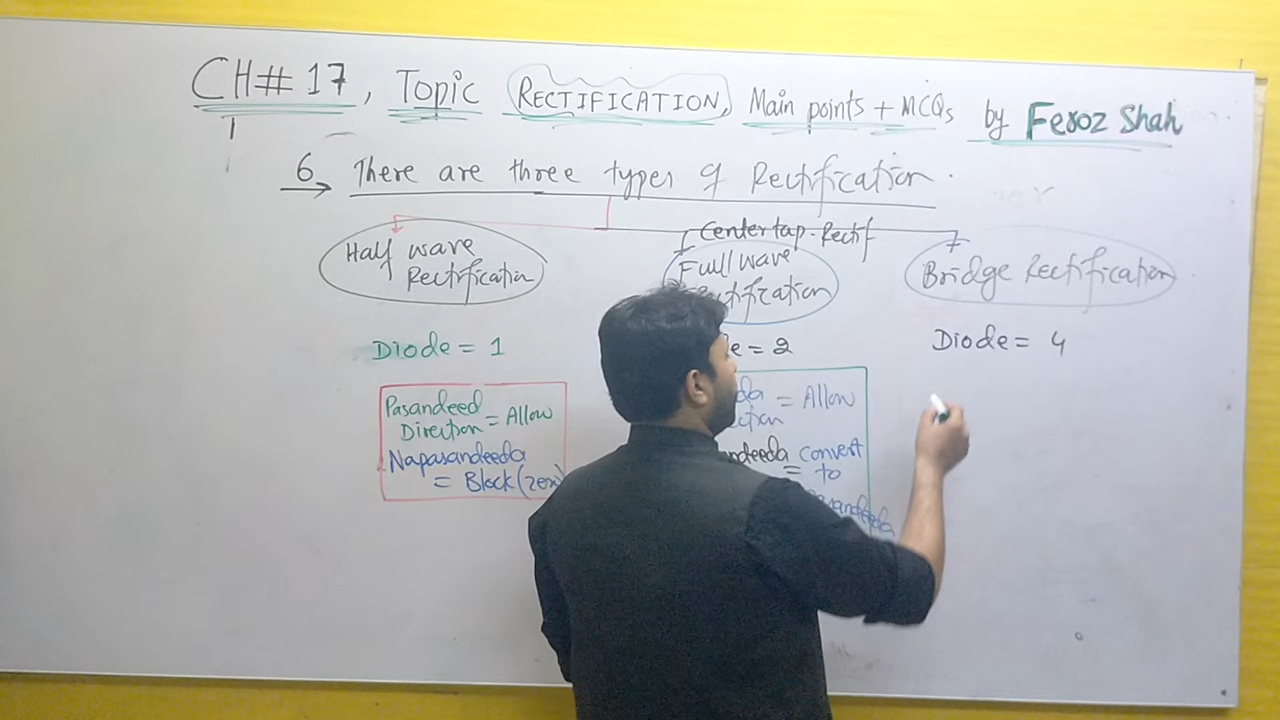 CH# 17, Topic RECTIFICATION, Main points + MCQs by Feroz Shah
6 There are three types of Rectification.
Center tap-Rectif
Half wave
Rectification
Full wave
Bridge Rectification
Diode = 1
= 2
Diode = 4
Pasandeed
Direction = Allow
Napasandeeda
= Block (zero)
= Allow
convert
= to